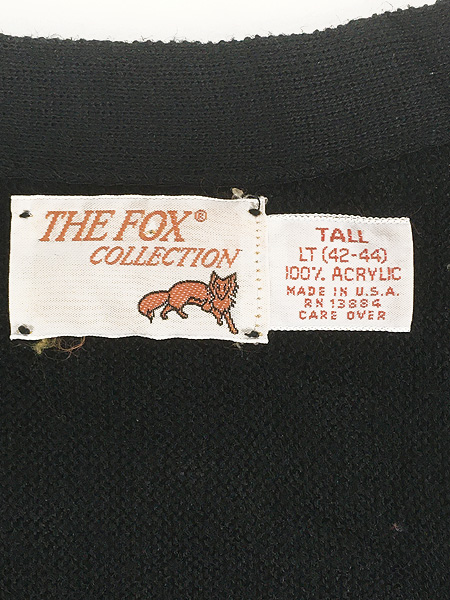 THE FOX®
COLLECTION
TALL
LT (42-44)
100% ACRYLIC
MADE IN U.S.A.
RN 13884
CARE OVER